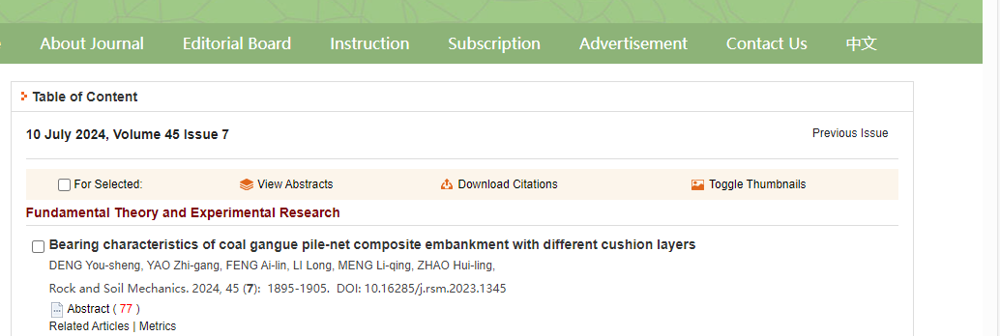 About Journal Editorial Board Instruction Subscription Advertisement Contact Us 中文
Table of Content
10 July 2024, Volume 45 Issue 7 Previous Issue
For Selected: View Abstracts Download Citations Toggle Thumbnails
Fundamental Theory and Experimental Research
Bearing characteristics of coal gangue pile-net composite embankment with different cushion layers
DENG You-sheng, YAO Zhi-gang, FENG Ai-lin, LI Long, MENG Li-qing, ZHAO Hui-ling,
Rock and Soil Mechanics. 2024, 45 (7): 1895-1905. DOI: 10.16285/j.rsm.2023.1345
Abstract ( 77 )
Related Articles | Metrics